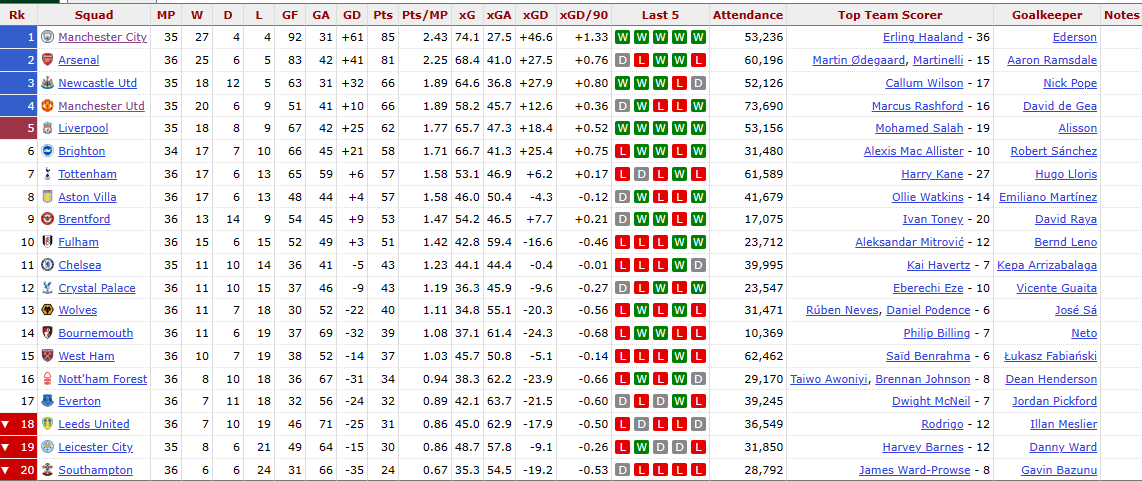 Rk Squad MP W D L GF GA GD Pts Pts/MP xG xGA xGD xGD/90 Last 5 Attendance Top Team Scorer Goalkeeper Notes
1 Manchester City 35 27 4 4 92 31 +61 85 2.43 74.1 27.5 +46.6 +1.33 W W W W W 53,236 Erling Haaland - 36 Ederson
2 Arsenal 36 25 6 5 83 42 +41 81 2.25 68.4 41.0 +27.5 +0.76 D L W W L 60,196 Martin Ødegaard, Martinelli - 15 Aaron Ramsdale
3 Newcastle Utd 35 18 12 5 63 31 +32 66 1.89 64.6 36.8 +27.9 +0.80 W W W L D 52,126 Callum Wilson - 17 Nick Pope
4 Manchester Utd 35 20 6 9 51 41 +10 66 1.89 58.2 45.7 +12.6 +0.36 D W L L W 73,690 Marcus Rashford - 16 David de Gea
5 Liverpool 35 18 8 9 67 42 +25 62 1.77 65.7 47.3 +18.4 +0.52 W W W W W 53,156 Mohamed Salah - 19 Alisson
6 Brighton 34 17 7 10 66 45 +21 58 1.71 66.7 41.3 +25.4 +0.75 L W W L W 31,480 Alexis Mac Allister - 10 Robert Sánchez
7 Tottenham 36 17 6 13 65 59 +6 57 1.58 53.1 46.9 +6.2 +0.17 L D L W L 61,589 Harry Kane - 27 Hugo Lloris
8 Aston Villa 36 17 6 13 48 44 +4 57 1.58 46.0 50.4 -4.3 -0.12 D W L L W 41,679 Ollie Watkins - 14 Emiliano Martínez
9 Brentford 36 13 14 9 54 45 +9 53 1.47 54.2 46.5 +7.7 +0.21 D W W L W 17,075 Ivan Toney - 20 David Raya
10 Fulham 36 15 6 15 52 49 +3 51 1.42 42.8 59.4 -16.6 -0.46 W L L L W W 23,712 Aleksandar Mitrović - 12 Bernd Leno
11 Chelsea 35 11 10 14 36 41 -5 43 1.23 44.1 44.4 -0.4 -0.01 L L L W D 39,995 Kai Havertz - 7 Kepa Arrizabalaga
12 Crystal Palace 36 11 10 15 37 46 -9 43 1.19 36.3 45.9 -9.6 -0.27 D L W L W 23,547 Eberechi Eze - 10 Vicente Guaita
13 Wolves 36 11 7 18 30 52 -22 40 1.11 34.8 55.1 -20.3 -0.56 L W L W L 31,471 Rúben Neves, Daniel Podence - 6 José Sá
14 Bournemouth 36 11 6 19 37 69 -32 39 1.08 37.1 61.4 -24.3 -0.68 L W W L L 10,369 Philip Billing - 7 Neto
15 West Ham 36 10 7 19 38 52 -14 37 1.03 45.7 50.8 -5.1 -0.14 L L L W L 62,462 Saïd Benrahma - 6 Łukasz Fabiański
16 Nott'ham Forest 36 8 10 18 36 67 -31 34 0.94 38.3 62.2 -23.9 -0.66 L W L W D 29,170 Taiwo Awoniyi, Brennan Johnson - 8 Dean Henderson
17 Everton 36 7 11 18 32 56 -24 32 0.89 42.1 63.7 -21.5 -0.60 D L D W L 39,245 Dwight McNeil - 7 Jordan Pickford
18 Leeds United 36 7 10 19 46 71 -25 31 0.86 45.0 62.9 -17.9 -0.50 L D L L D 36,549 Rodrigo - 12 Illan Meslier
19 Leicester City 35 8 6 21 49 64 -15 30 0.86 48.7 57.8 -9.1 -0.26 L W D D L 31,850 Harvey Barnes - 12 Danny Ward
20 Southampton 36 6 6 24 31 66 -35 24 0.67 35.3 54.5 -19.2 -0.53 D L L L L 28,792 James Ward-Prowse - 8 Gavin Bazunu